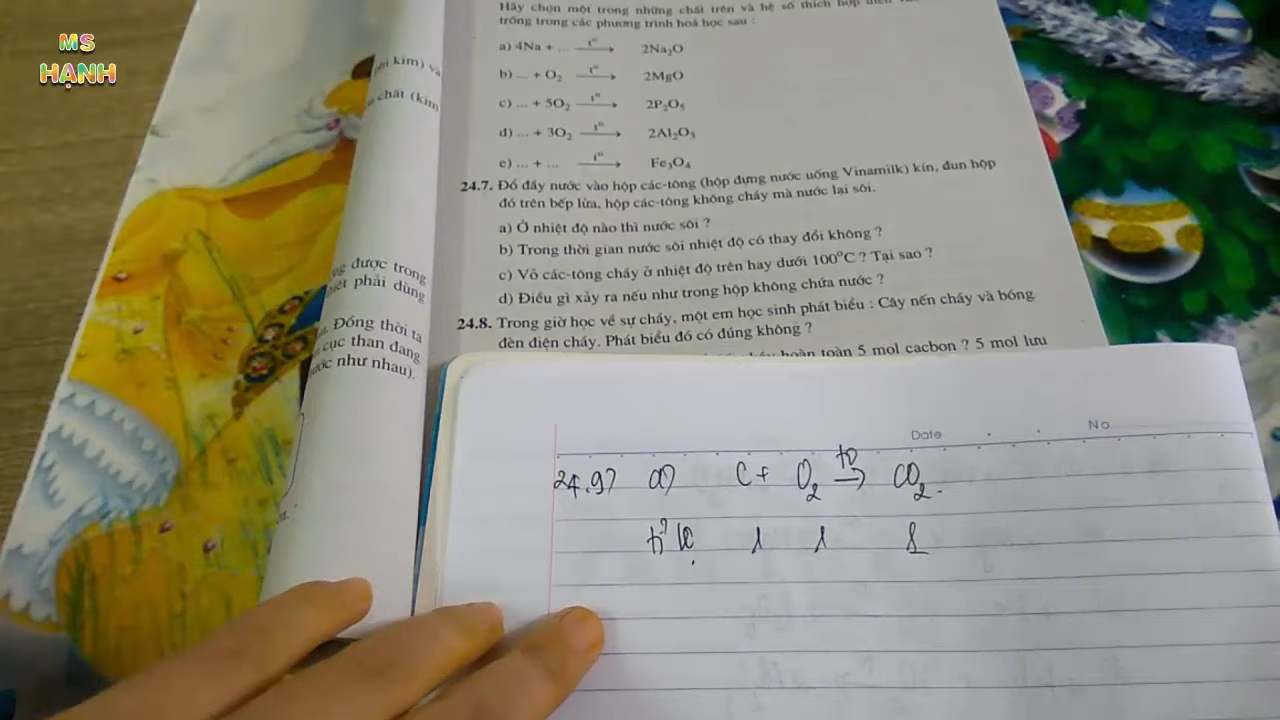 MS
HẠNH
phi kim) và
chất (kim
được trong
phải dùng
Đồng thời ta
cục than đang
như nhau).
Hãy chọn một trong những chất trên và hệ số thích hợp điền
trống trong các phương trình hoá học sau :
a) 4Na + ... t° → 2Na₂O
b) ... + O₂ t° → 2MgO
c) ... + 5O₂ t° → 2P₂O₅
d) ... + 3O₂ t° → 2Al₂O₃
e) ... + ... t° → Fe₃O₄
24.7. Đổ đầy nước vào hộp các-tông (hộp đựng nước uống Vinamilk) kín, đun hộp
đó trên bếp lửa, hộp các-tông không cháy mà nước lại sôi.
a) Ở nhiệt độ nào thì nước sôi ?
b) Trong thời gian nước sôi nhiệt độ có thay đổi không ?
c) Vỏ các-tông cháy ở nhiệt độ trên hay dưới 100°C ? Tại sao ?
d) Điều gì xảy ra nếu như trong hộp không chứa nước ?
24.8. Trong giờ học về sự cháy, một em học sinh phát biểu : Cây nến cháy và bóng
đèn điện cháy. Phát biểu đó có đúng không ?
hoàn toàn 5 mol cacbon ? 5 mol lưu
Date No
24.9) a) C + O₂ t° → CO₂.
tỉ lệ 1 1 1